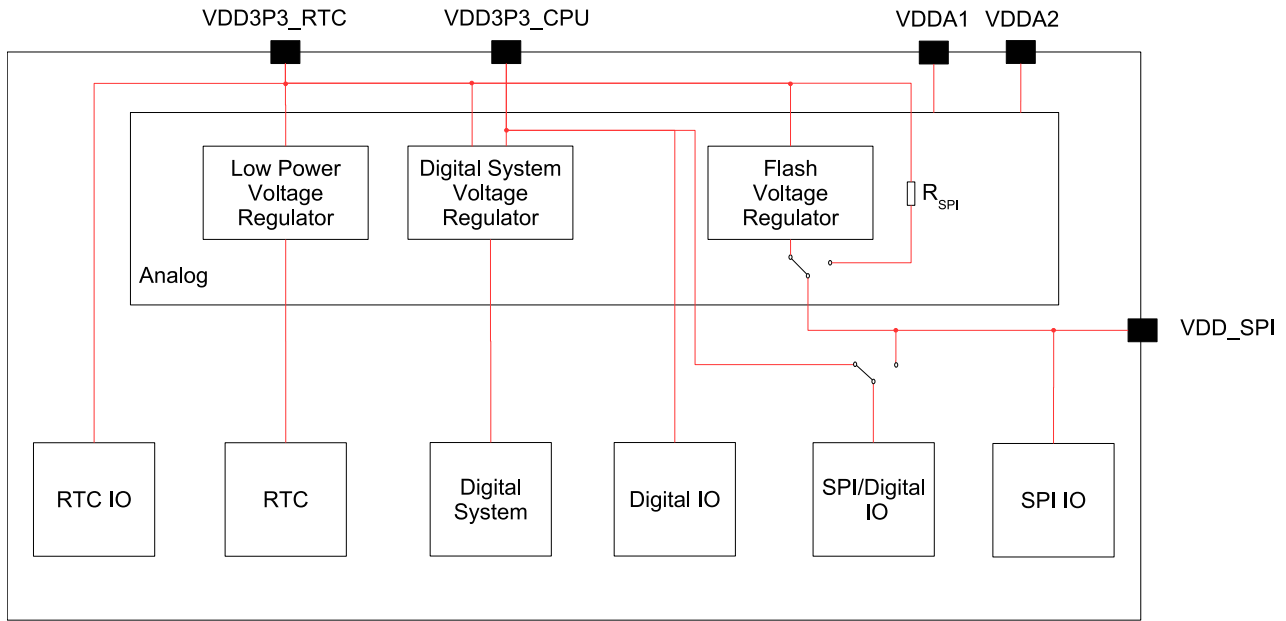 VDD3P3_RTC
VDD3P3_CPU
VDDA1
VDDA2
Low Power
Voltage
Regulator
Digital System
Voltage
Regulator
Flash
Voltage
Regulator
RSPI
Analog
VDD_SPI
RTC IO
RTC
Digital
System
Digital IO
SPI/Digital
IO
SPI IO